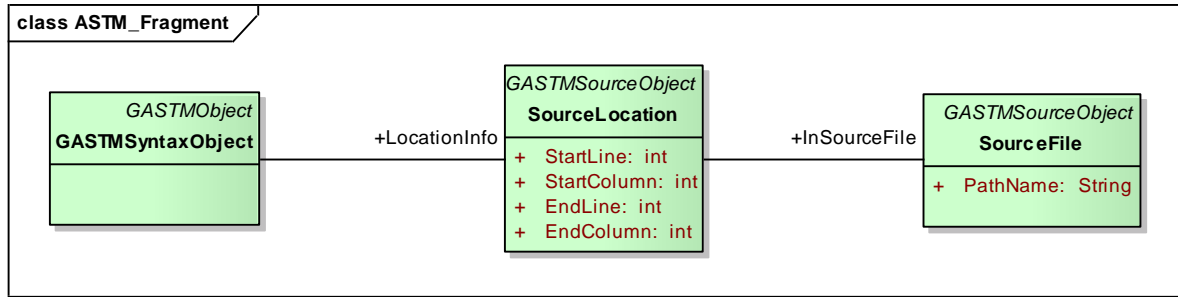 class ASTM_Fragment
GASTMObject
GASTMSyntaxObject
+LocationInfo
GASTMSourceObject
SourceLocation
+ StartLine: int
+ StartColumn: int
+ EndLine: int
+ EndColumn: int
+InSourceFile
GASTMSourceObject
SourceFile
+ PathName: String